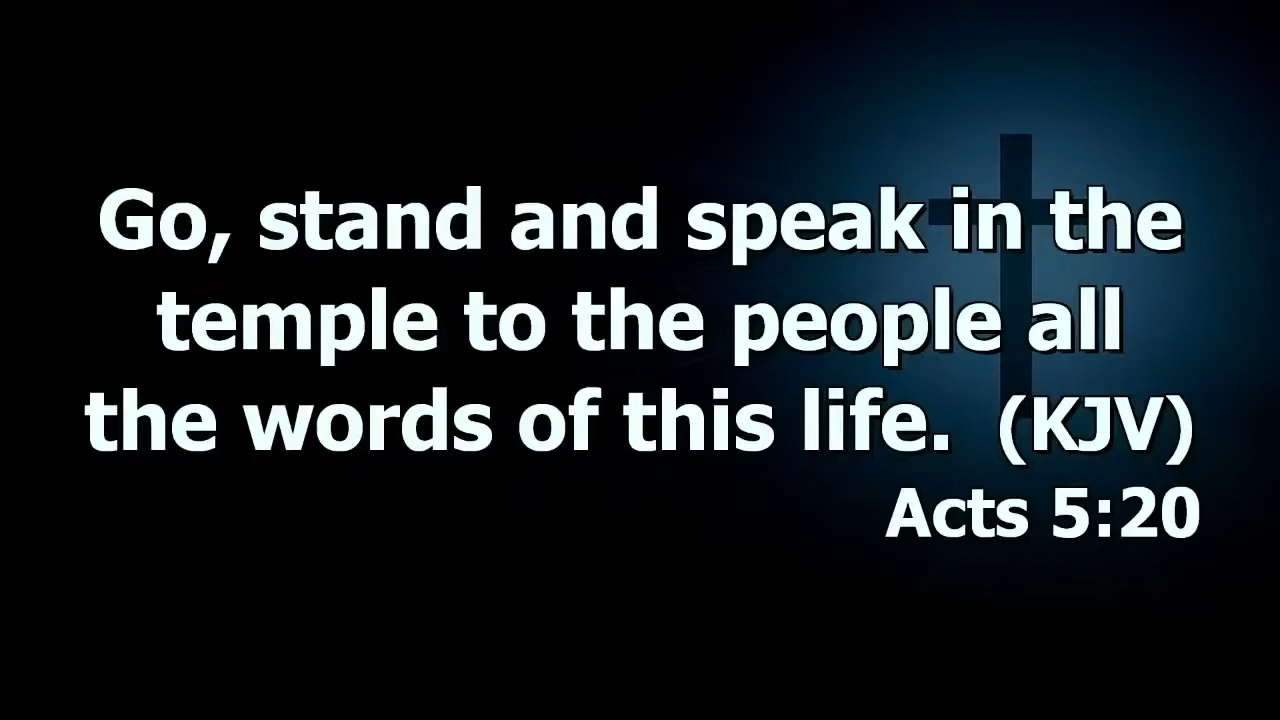 Go, stand and speak in the
temple to the people all
the words of this life.  (KJV)
Acts 5:20